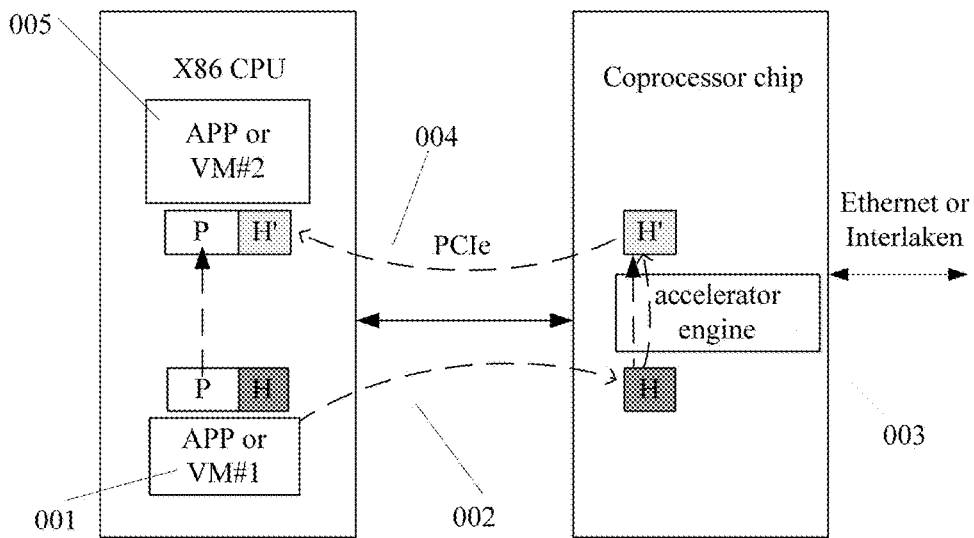 005
X86 CPU
APP or
VM#2
P H'
004
PCIe
Coprocessor chip
H'
accelerator
engine
H
Ethernet or
Interlaken
003
P H
APP or
VM#1
001
002